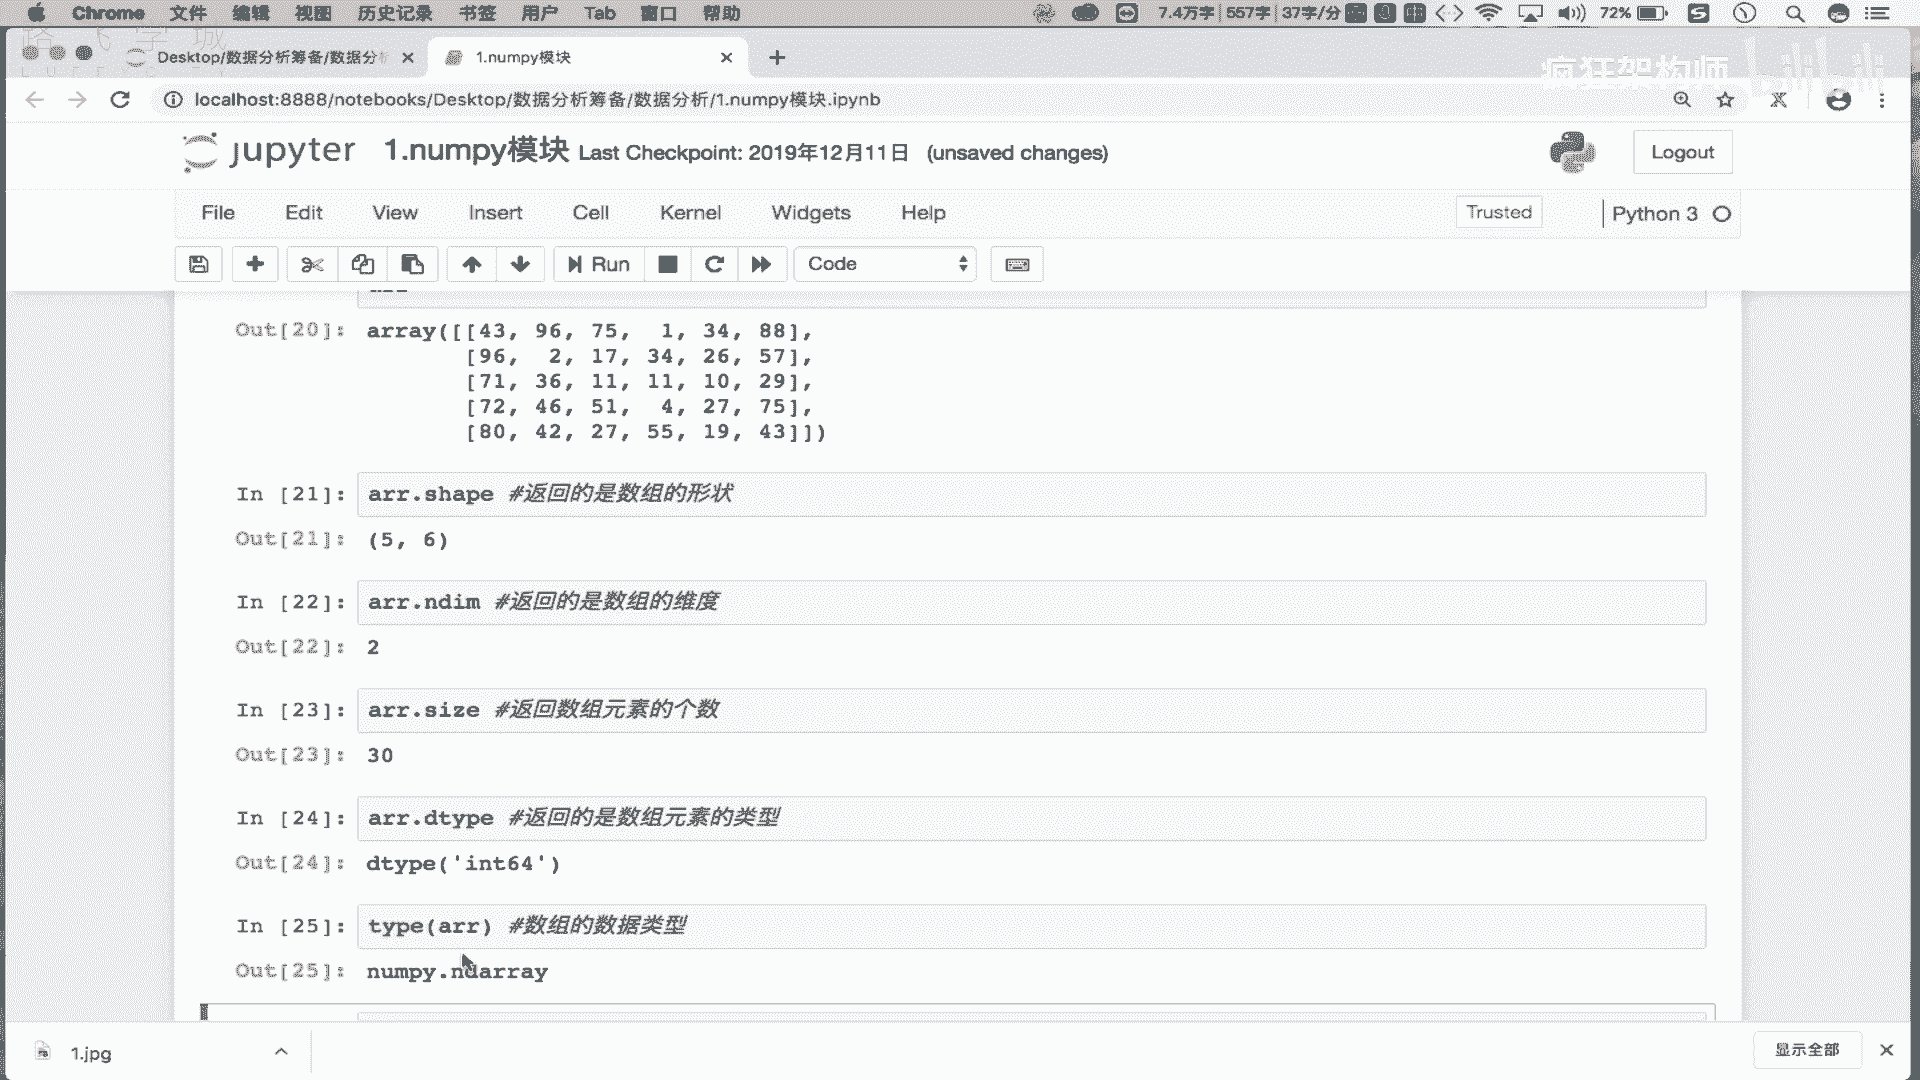 Chrome 文件 编辑 视图 历史记录 书签 用户 Tab 窗口 帮助 7.4万字 557字 37字/分 72%
路飞学城
Desktop/数据分析筹备/数据分析 1.numpy模块
疯狂架构师 bilibili
localhost:8888/notebooks/Desktop/数据分析筹备/数据分析/1.numpy模块.ipynb
jupyter 1.numpy模块 Last Checkpoint: 2019年12月11日 (unsaved changes) Logout
File Edit View Insert Cell Kernel Widgets Help Trusted Python 3
Run Code
Out[20]: array([[43, 96, 75, 1, 34, 88],
[96, 2, 17, 34, 26, 57],
[71, 36, 11, 11, 10, 29],
[72, 46, 51, 4, 27, 75],
[80, 42, 27, 55, 19, 43]])
In [21]: arr.shape #返回的是数组的形状
Out[21]: (5, 6)
In [22]: arr.ndim #返回的是数组的维度
Out[22]: 2
In [23]: arr.size #返回数组元素的个数
Out[23]: 30
In [24]: arr.dtype #返回的是数组元素的类型
Out[24]: dtype('int64')
In [25]: type(arr) #数组的数据类型
Out[25]: numpy.ndarray
1.jpg 显示全部